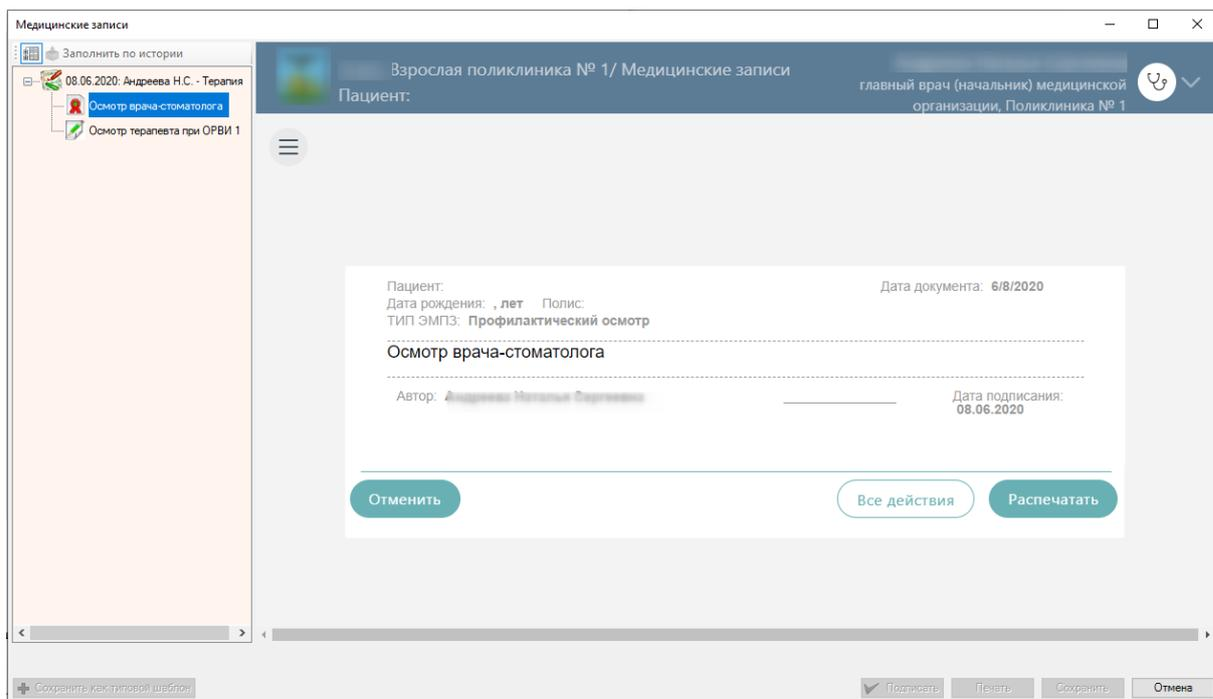 Медицинские записи
Заполнить по истории
08.06.2020: Андреева Н.С. - Терапия
Осмотр врача-стоматолога
Осмотр терапевта при ОРВИ 1
Взрослая поликлиника № 1/ Медицинские записи
Пациент:
главный врач (начальник) медицинской
организации, Поликлиника № 1
Пациент:
Дата документа: 6/8/2020
Дата рождения: , лет Полис:
ТИП ЭМПЗ: Профилактический осмотр
Осмотр врача-стоматолога
Автор: Андреева Наталья Сергеевна
Дата подписания:
08.06.2020
Отменить
Все действия
Распечатать
Сохранить как типовой шаблон
Подписать
Печать
Сохранить
Отмена